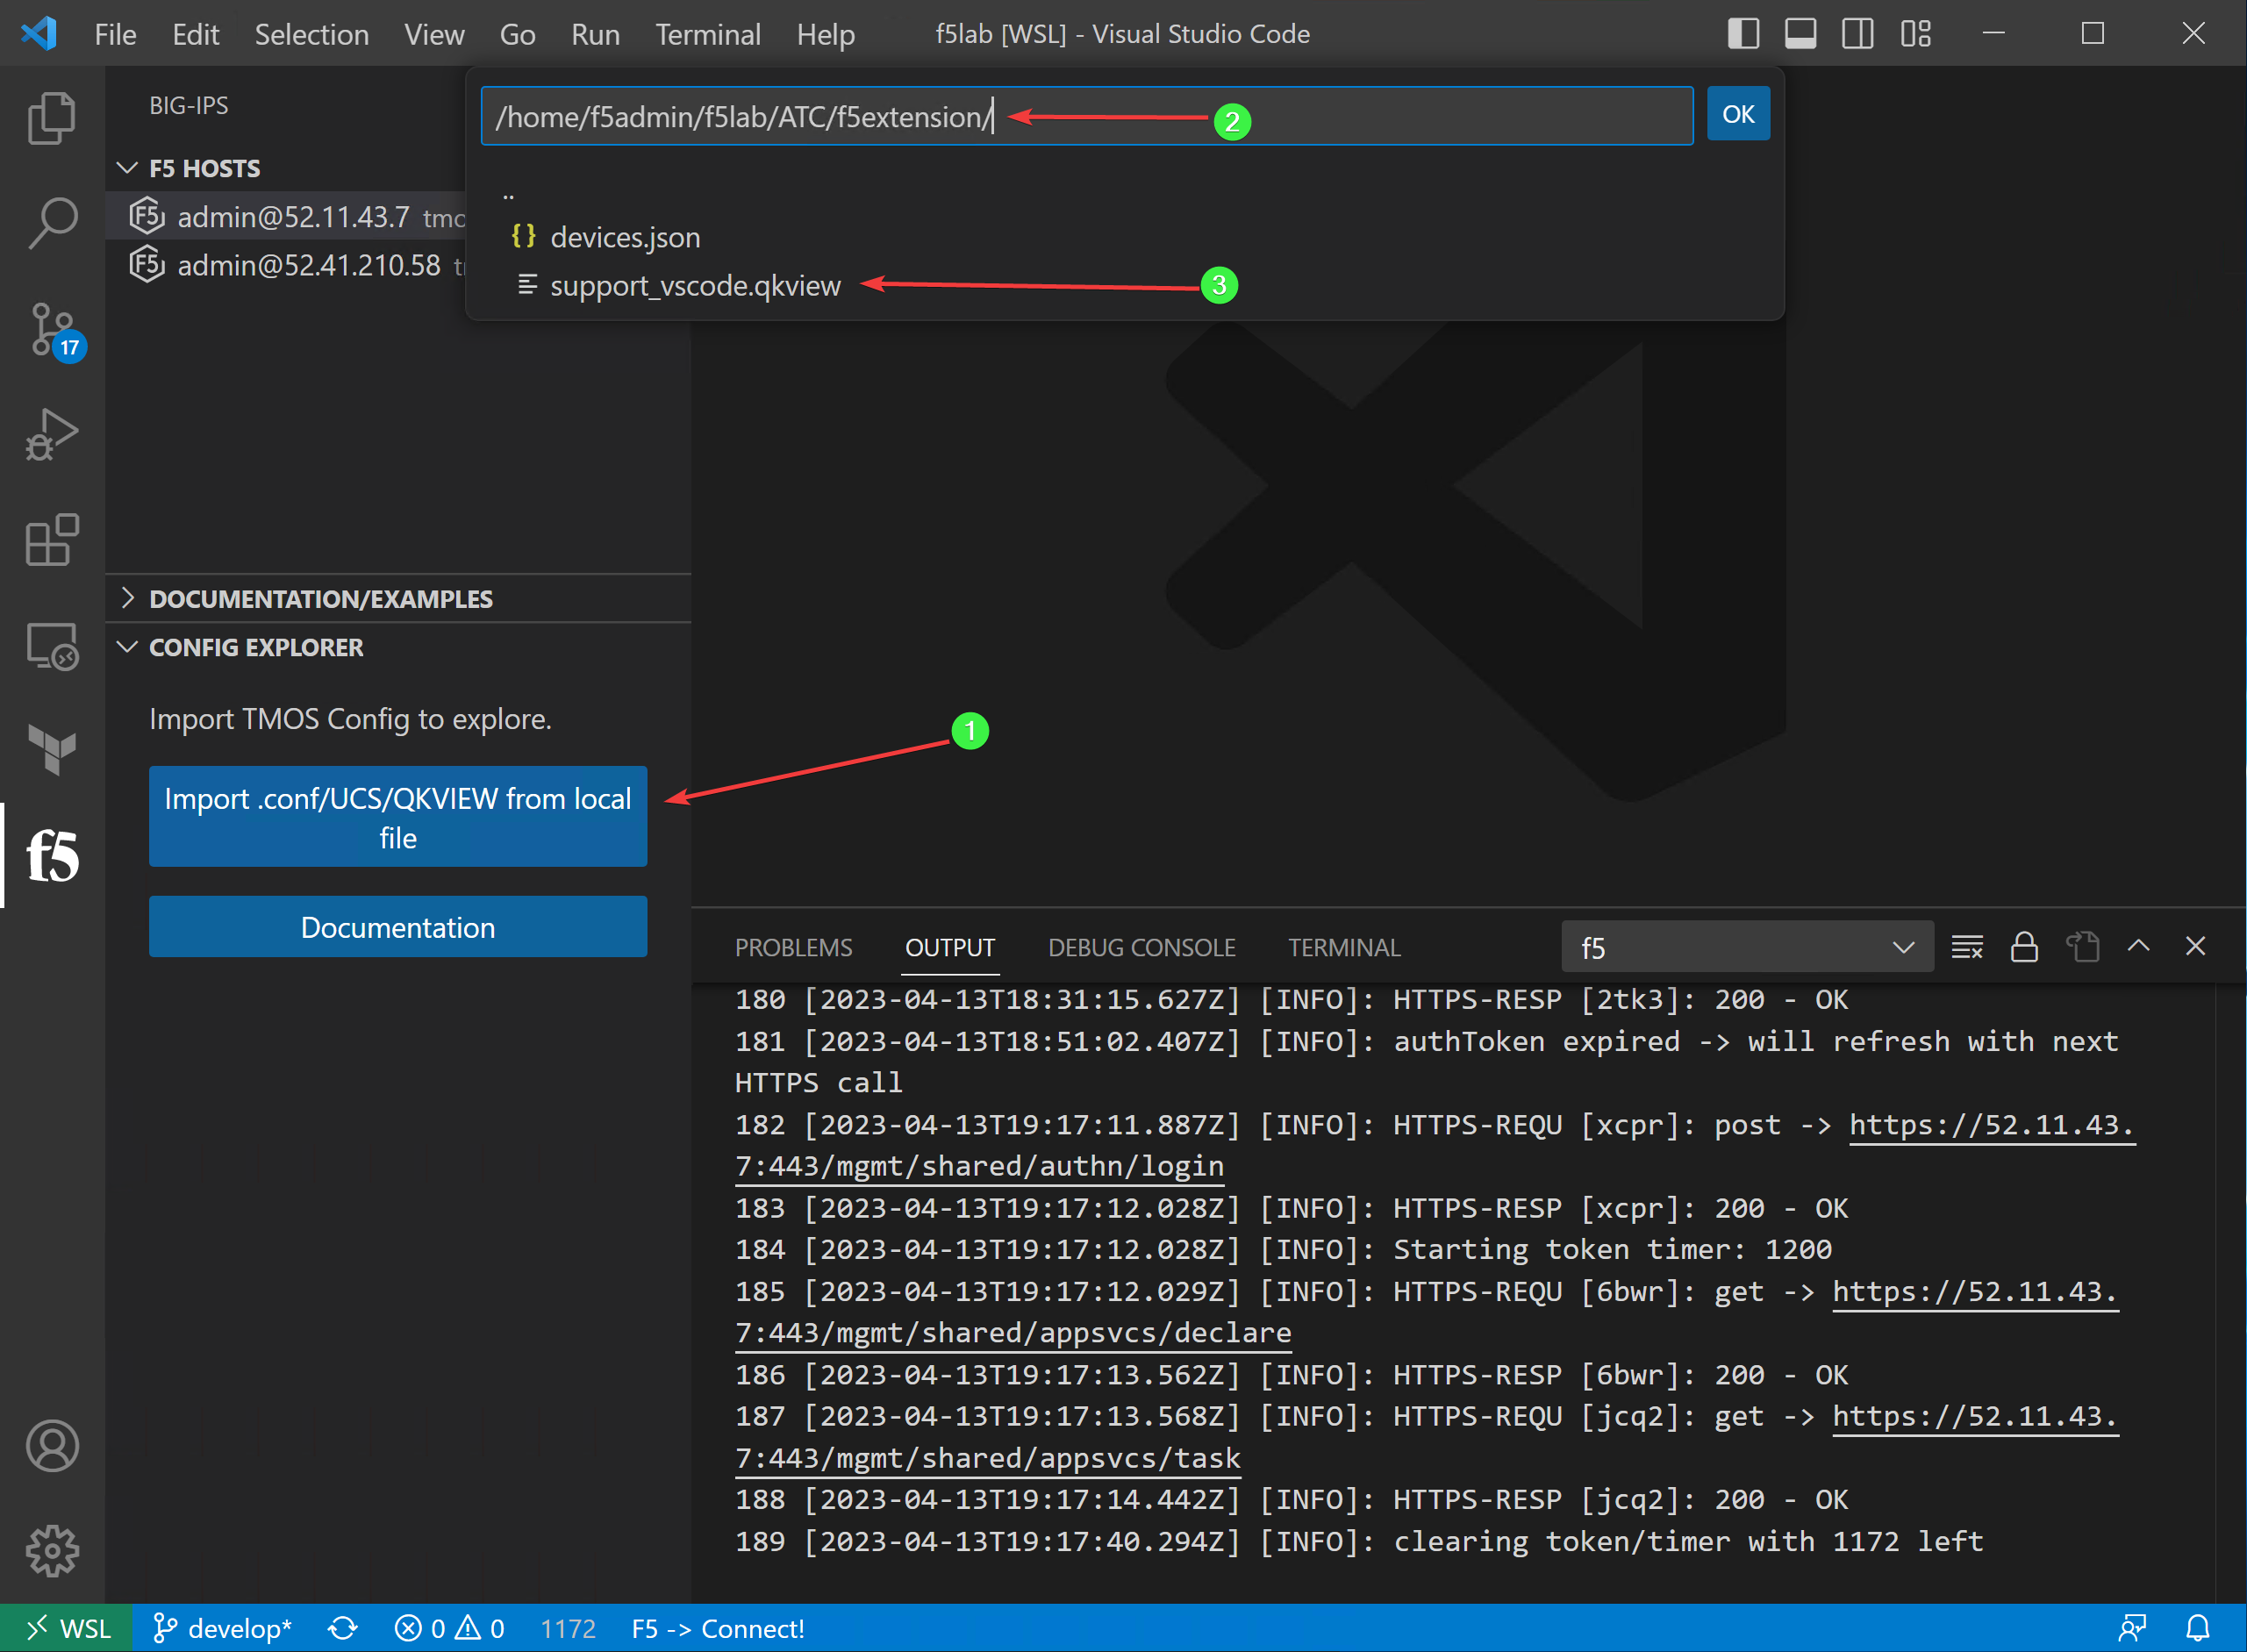 File Edit Selection View Go Run Terminal Help f5lab [WSL] - Visual Studio Code
BIG-IPS
/home/f5admin/f5lab/ATC/f5extension/ 2 OK
F5 HOSTS
..
admin@52.11.43.7 tmo
devices.json
admin@52.41.210.58
support_vscode.qkview 3
17
DOCUMENTATION/EXAMPLES
CONFIG EXPLORER
Import TMOS Config to explore.
1
Import .conf/UCS/QKVIEW from local
file
f5
Documentation
PROBLEMS OUTPUT DEBUG CONSOLE TERMINAL f5
180 [2023-04-13T18:31:15.627Z] [INFO]: HTTPS-RESP [2tk3]: 200 - OK
181 [2023-04-13T18:51:02.407Z] [INFO]: authToken expired -> will refresh with next
HTTPS call
182 [2023-04-13T19:17:11.887Z] [INFO]: HTTPS-REQU [xcpr]: post -> https://52.11.43.
7:443/mgmt/shared/authn/login
183 [2023-04-13T19:17:12.028Z] [INFO]: HTTPS-RESP [xcpr]: 200 - OK
184 [2023-04-13T19:17:12.028Z] [INFO]: Starting token timer: 1200
185 [2023-04-13T19:17:12.029Z] [INFO]: HTTPS-REQU [6bwr]: get -> https://52.11.43.
7:443/mgmt/shared/appsvcs/declare
186 [2023-04-13T19:17:13.562Z] [INFO]: HTTPS-RESP [6bwr]: 200 - OK
187 [2023-04-13T19:17:13.568Z] [INFO]: HTTPS-REQU [jcq2]: get -> https://52.11.43.
7:443/mgmt/shared/appsvcs/task
188 [2023-04-13T19:17:14.442Z] [INFO]: HTTPS-RESP [jcq2]: 200 - OK
189 [2023-04-13T19:17:40.294Z] [INFO]: clearing token/timer with 1172 left
WSL develop* 0 0 1172 F5 -> Connect!